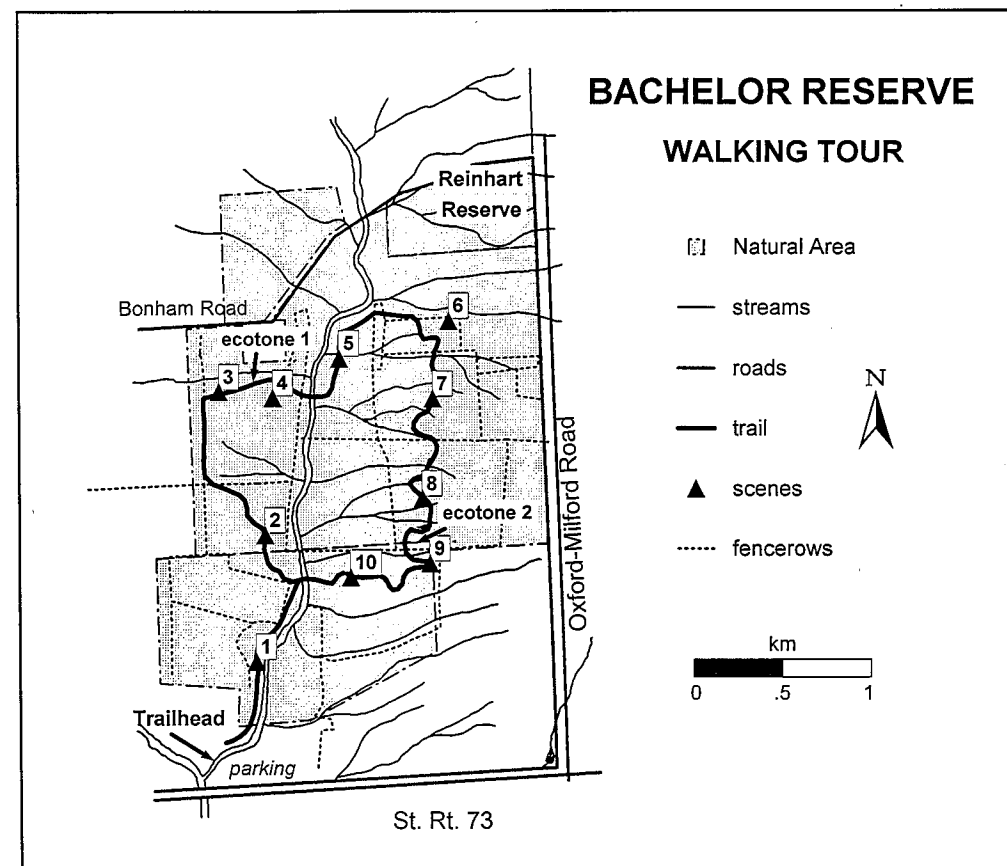 BACHELOR RESERVE
WALKING TOUR
Reinhart
Reserve
Bonham Road
ecotone 1
6
5
3
4
7
8
ecotone 2
2
9
10
1
Trailhead
parking
St. Rt. 73
Oxford-Milford Road
Natural Area
streams
roads
trail
scenes
fencerows
N
km
0 .5 1